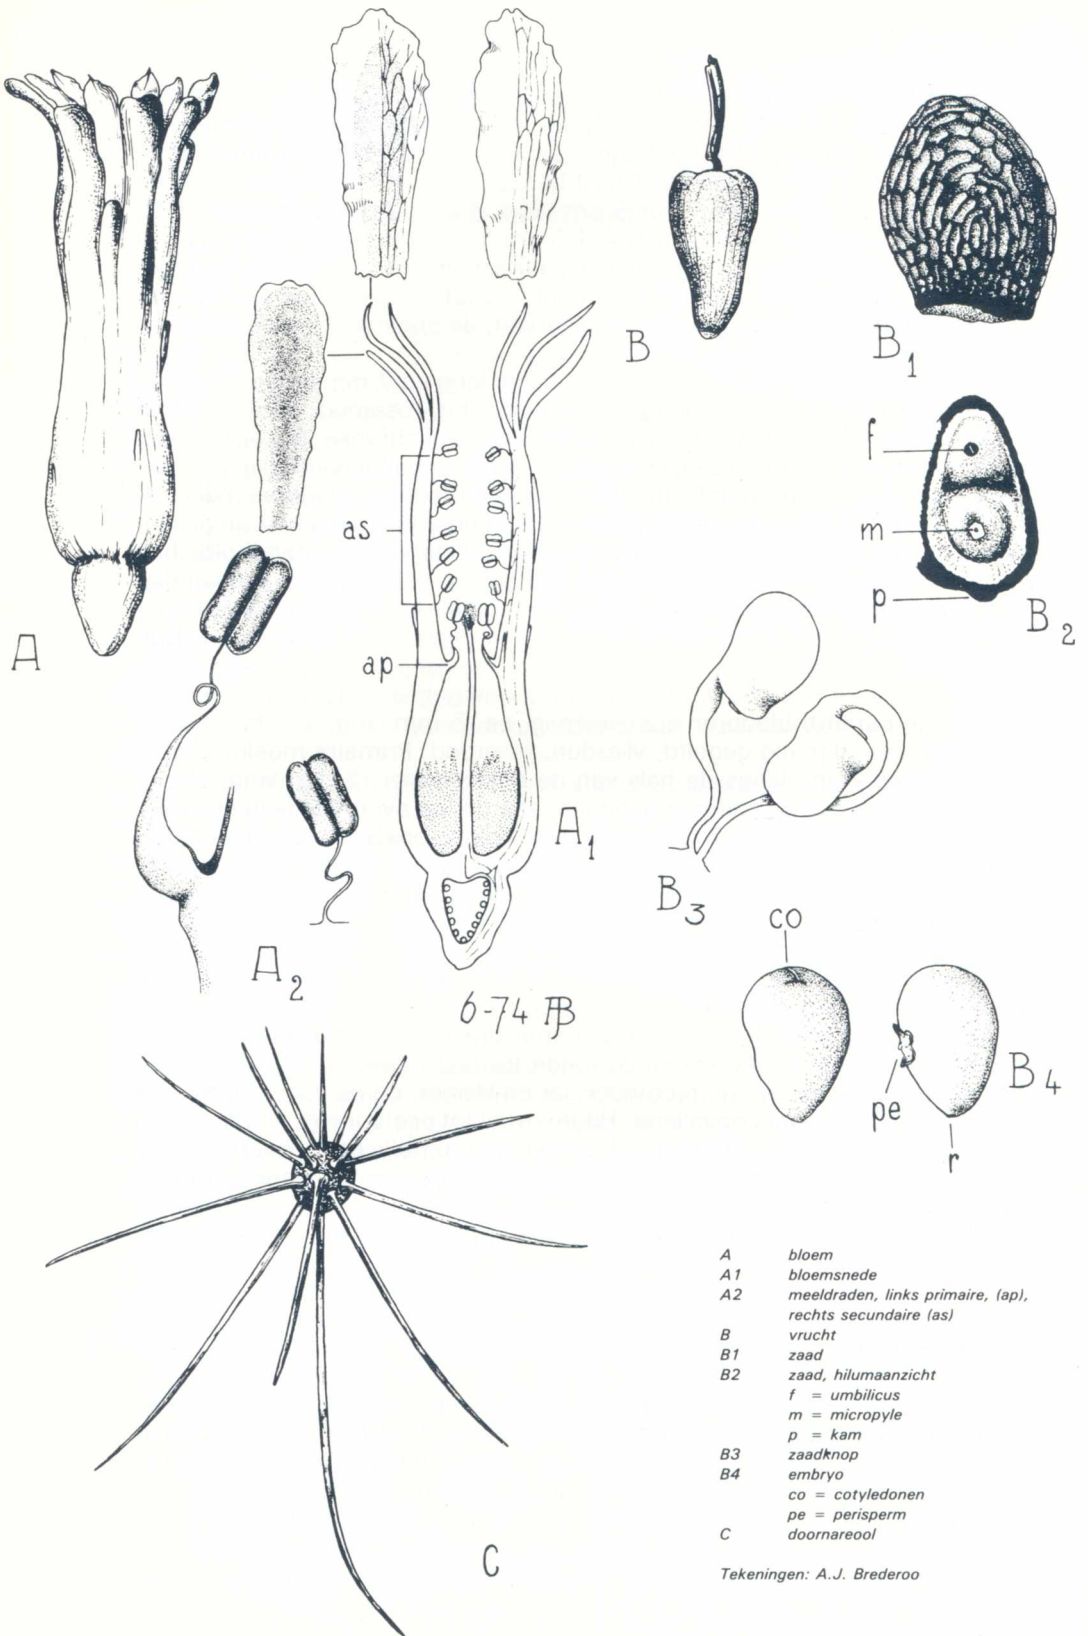 A
as
ap
A1
A2
B
B1
f
m
p
B2
B3
co
pe
r
B4
6-74 AB
C
A bloem
A1 bloemsnede
A2 meeldraden, links primaire, (ap),
rechts secundaire (as)
B vrucht
B1 zaad
B2 zaad, hilumaanzicht
f = umbilicus
m = micropyle
p = kam
B3 zaadknop
B4 embryo
co = cotyledonen
pe = perisperm
C doornareool
Tekeningen: A.J. Brederoo